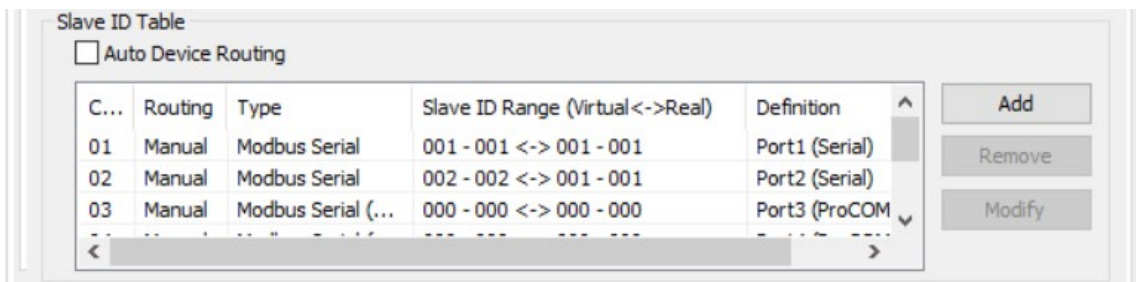 Slave ID Table
Auto Device Routing
C... Routing Type Slave ID Range (Virtual<->Real) Definition
01 Manual Modbus Serial 001 - 001 <-> 001 - 001 Port1 (Serial)
02 Manual Modbus Serial 002 - 002 <-> 001 - 001 Port2 (Serial)
03 Manual Modbus Serial (... 000 - 000 <-> 000 - 000 Port3 (ProCOM
Add
Remove
Modify